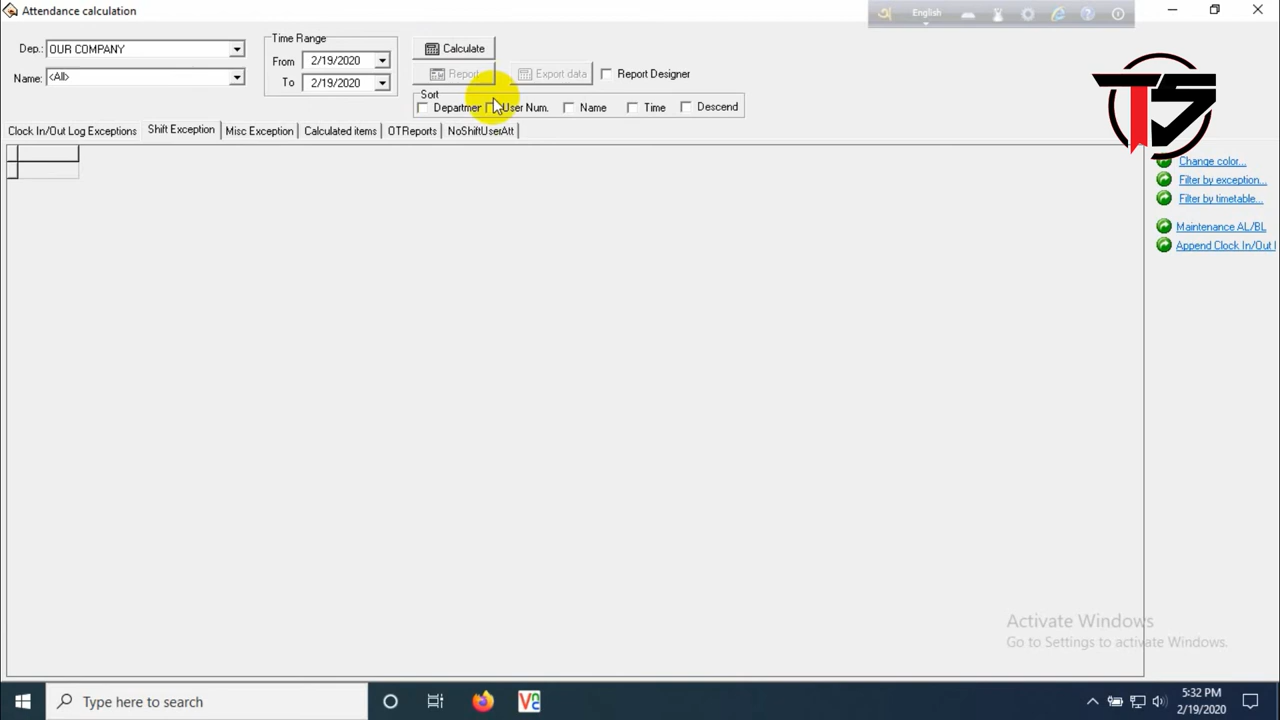 Attendance calculation
English
Dep.: OUR COMPANY
Name: <All>
Time Range
From 2/19/2020
To 2/19/2020
Calculate
Report
Export data
Report Designer
Sort
Departmer
User Num.
Name
Time
Descend
Clock In/Out Log Exceptions
Shift Exception
Misc Exception
Calculated items
OTReports
NoShiftUserAtt
TS
Change color...
Filter by exception...
Filter by timetable...
Maintenance AL/BL
Append Clock In/Out
Activate Windows
Go to Settings to activate Windows.
Type here to search
5:32 PM
2/19/2020